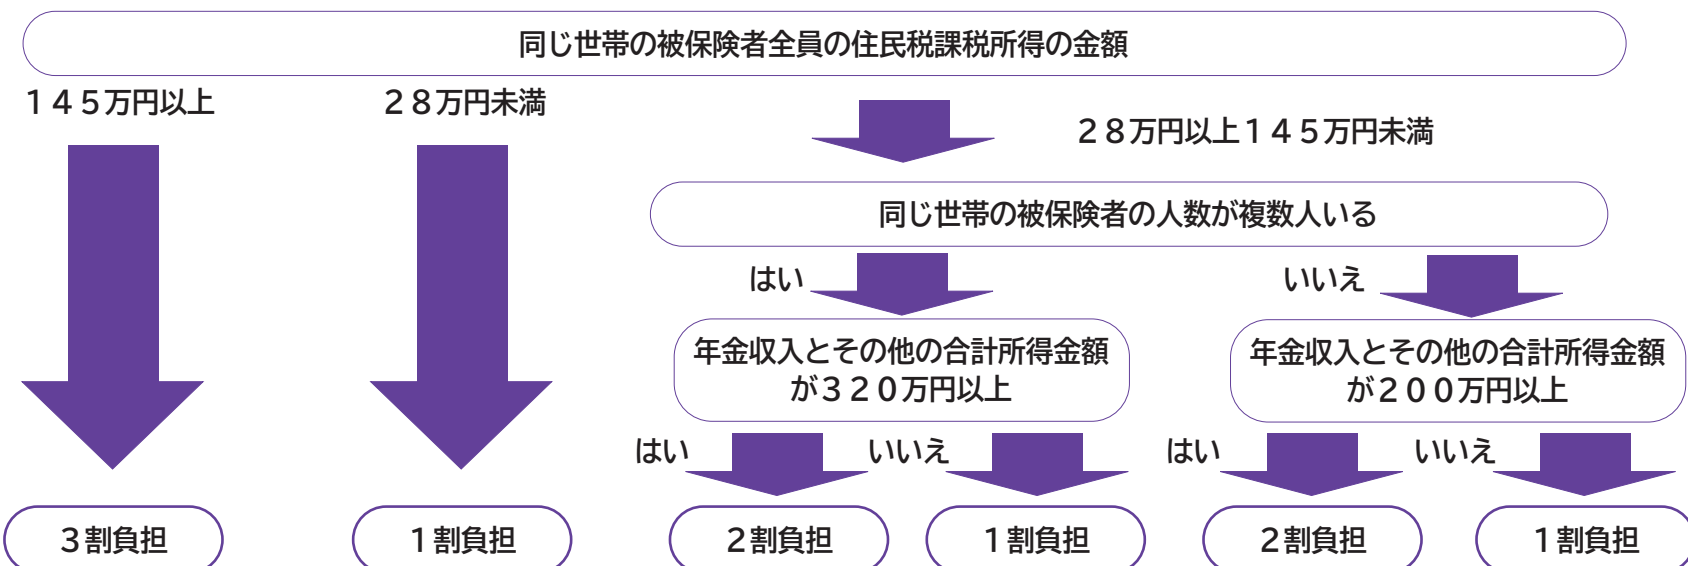 同じ世帯の被保険者全員の住民税課税所得の金額
１４５万円以上
２８万円未満
２８万円以上１４５万円未満
同じ世帯の被保険者の人数が複数人いる
はい
いいえ
年金収入とその他の合計所得金額
が３２０万円以上
年金収入とその他の合計所得金額
が２００万円以上
はい
いいえ
はい
いいえ
３割負担
１割負担
２割負担
１割負担
２割負担
１割負担